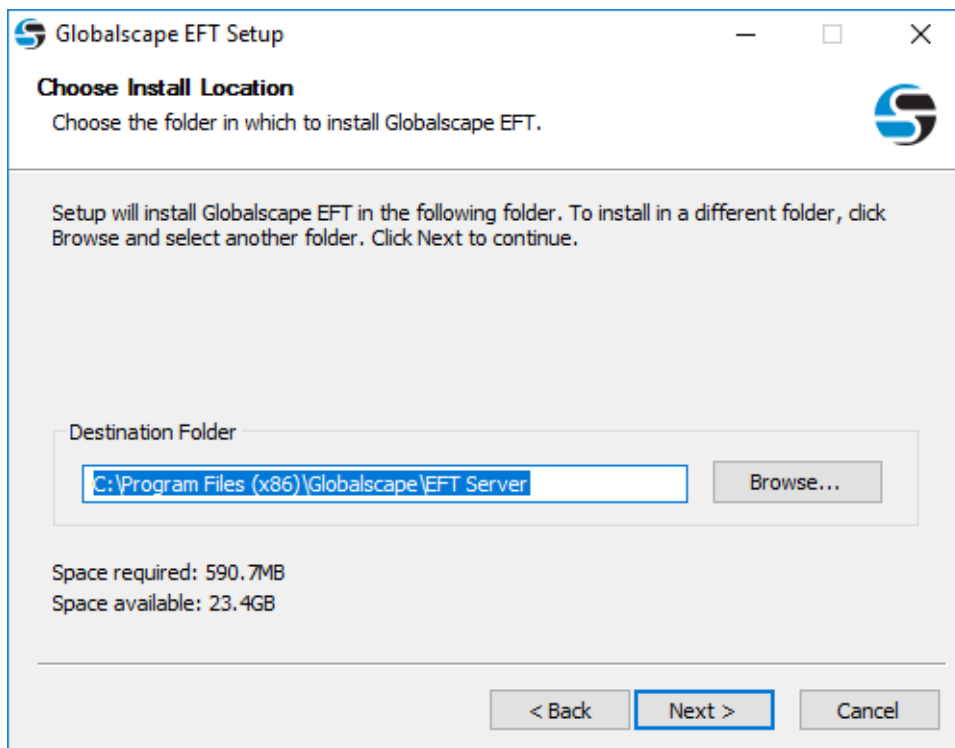 Globalscape EFT Setup
Choose Install Location
Choose the folder in which to install Globalscape EFT.
Setup will install Globalscape EFT in the following folder. To install in a different folder, click
Browse and select another folder. Click Next to continue.
Destination Folder
C:\Program Files (x86)\Globalscape\EFT Server
Browse...
Space required: 590.7MB
Space available: 23.4GB
< Back
Next >
Cancel